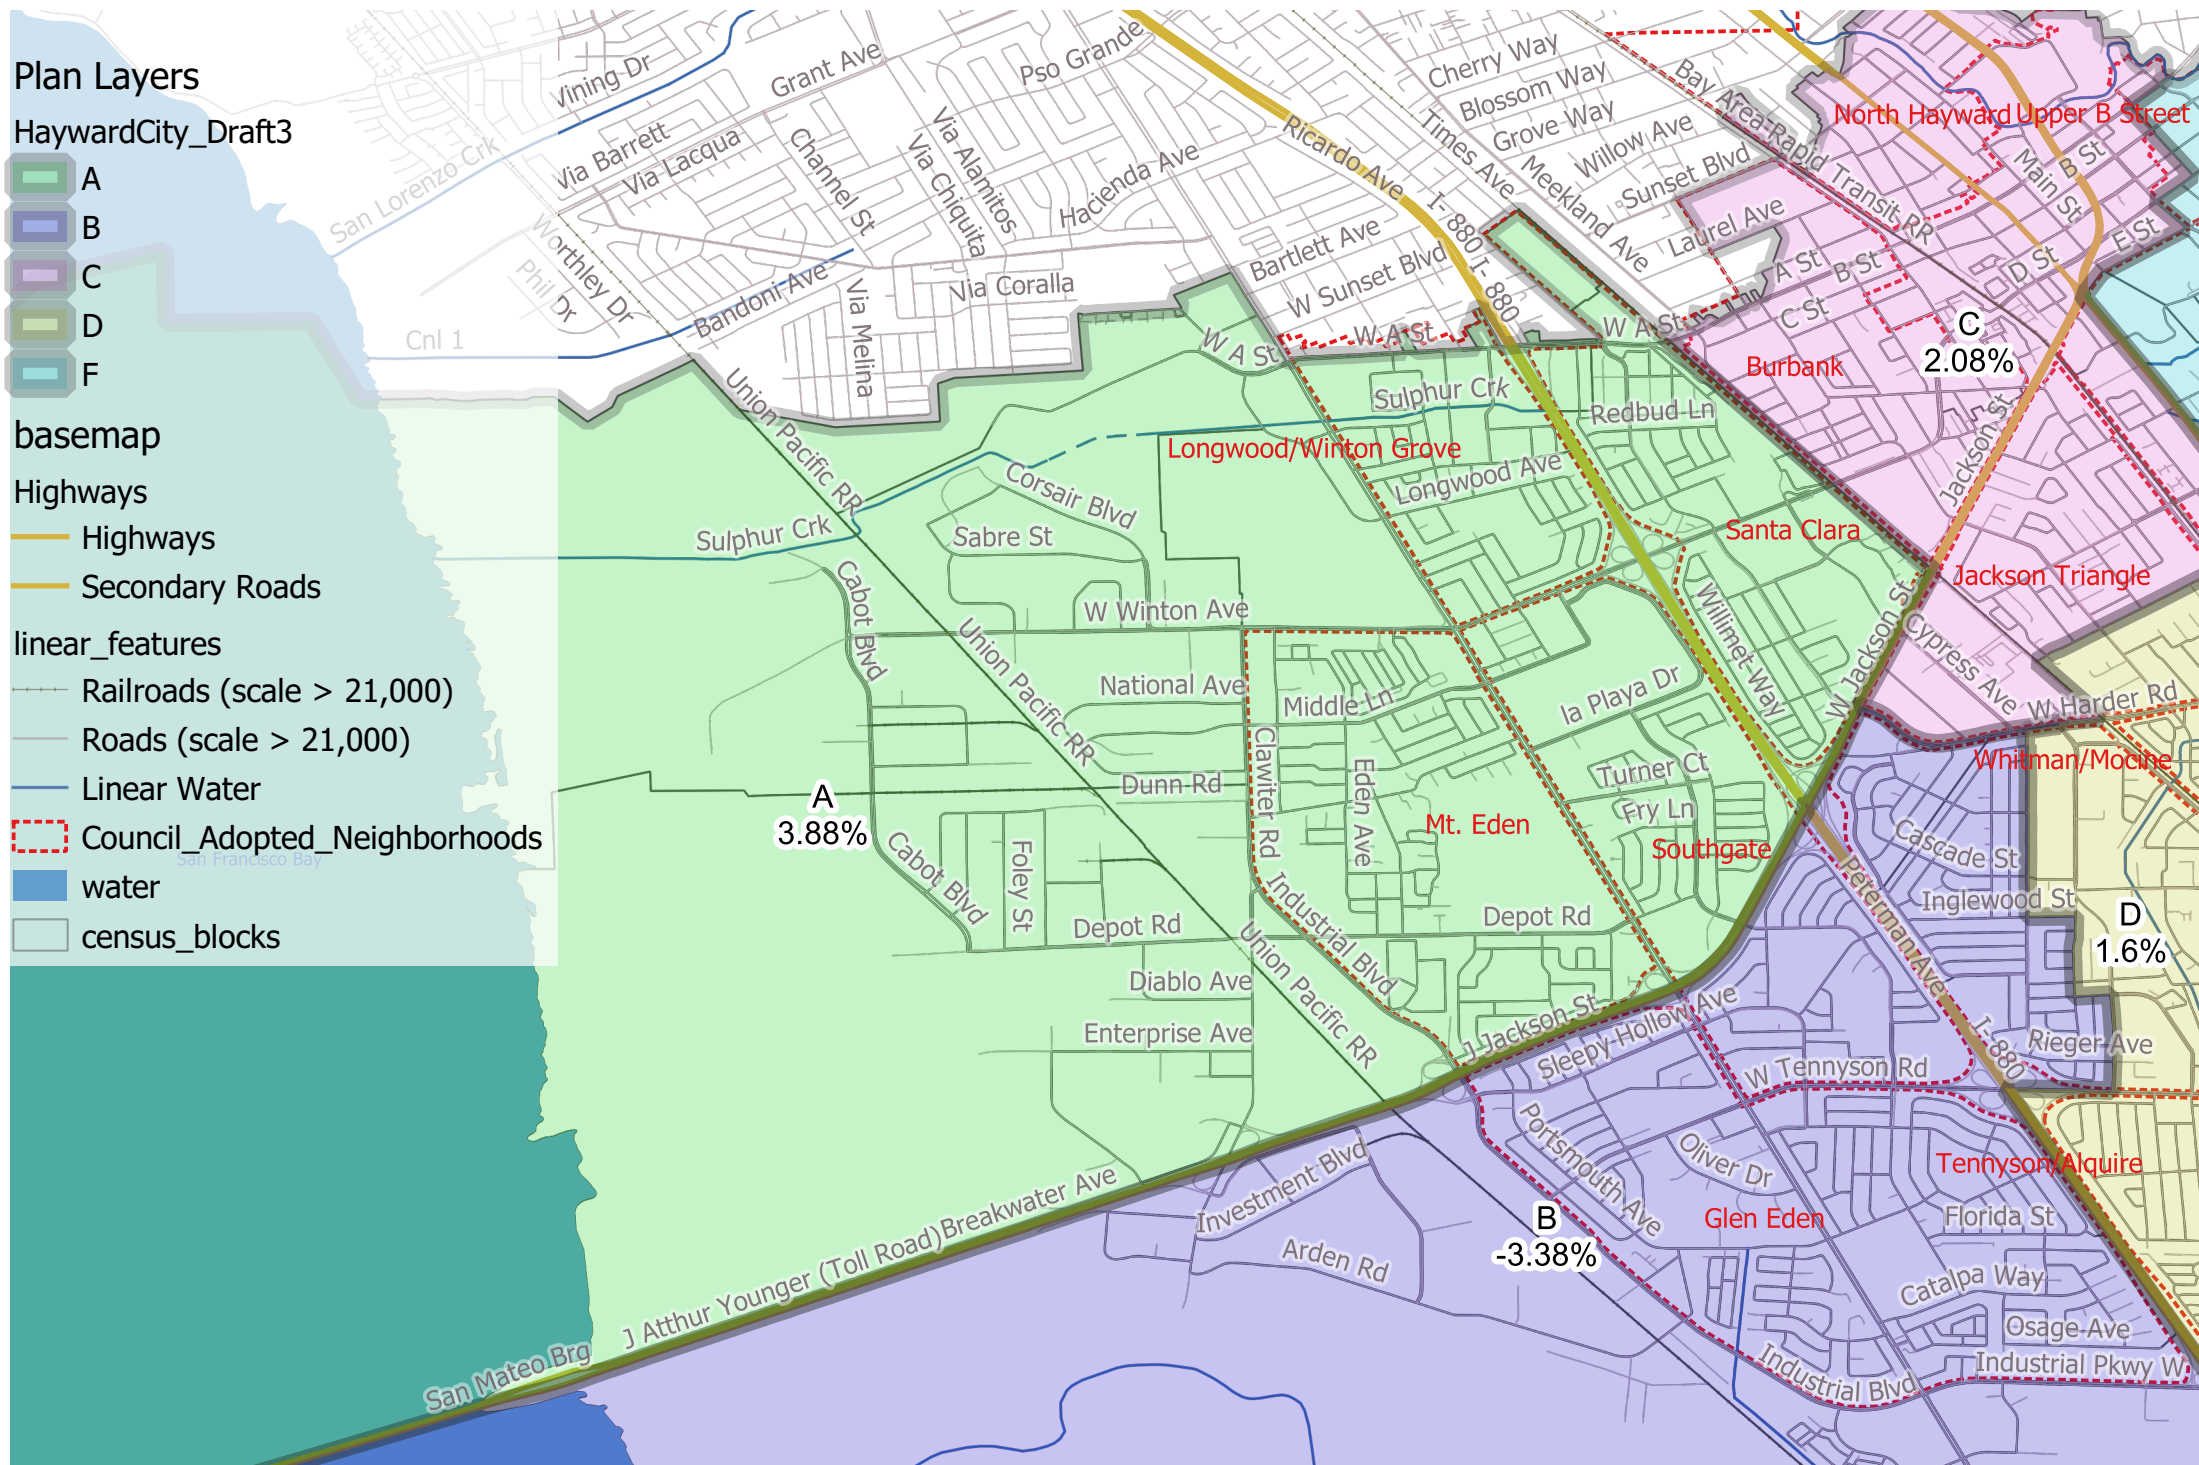 Plan Layers
HaywardCity_Draft3
A
B
C
D
F
basemap
Highways
Highways
Secondary Roads
linear_features
Railroads (scale > 21,000)
Roads (scale > 21,000)
Linear Water
Council_Adopted_Neighborhoods
San Francisco Bay
water
census_blocks
Vining Dr
Grant Ave
Pso Grande
Via Barrett
Via Lacqua
Channel St
Via Alamitos
Via Chiquita
Hacienda Ave
San Lorenzo Crk
Worthley Dr
Phil Dr
Bandoni Ave
Via Melina
Via Coralla
Cnl 1
Ricardo Ave
I- 880
I- 880
Bartlett Ave
W Sunset Blvd
W A St
W A St
W A St
Cherry Way
Blossom Way
Grove Way
Willow Ave
Sunset Blvd
Times Ave
Meekland Ave
Laurel Ave
Bay Area Rapid Transit RR
North Hayward
Upper B Street
Main St
B St
D St
E St
A St
B St
C St
C
2.08%
Burbank
Jackson St
Union Pacific RR
Sulphur Crk
Redbud Ln
Longwood/Winton Grove
Longwood Ave
Corsair Blvd
Sabre St
Sulphur Crk
Santa Clara
Jackson Triangle
Cabot Blvd
W Winton Ave
Union Pacific RR
Willimet Way
W Jackson St
Cypress Ave
W Harder Rd
National Ave
Middle Ln
la Playa Dr
Whitman/Mocine
Clawiter Rd
Eden Ave
Turner Ct
Fry Ln
Dunn Rd
A
3.88%
Mt. Eden
Southgate
Cabot Blvd
Foley St
Depot Rd
Depot Rd
Industrial Blvd
Union Pacific RR
Diablo Ave
Enterprise Ave
Petermann Ave
Cascade St
Inglewood St
D
1.6%
I- 880
Rieger Ave
J Jackson St
Sleepy Hollow Ave
W Tennyson Rd
Portsmouth Ave
Oliver Dr
Tennyson/Alquire
Glen Eden
Florida St
B
-3.38%
Investment Blvd
Arden Rd
Catalpa Way
Osage Ave
Industrial Pkwy W
Industrial Blvd
J Atthur Younger (Toll Road)
Breakwater Ave
San Mateo Brg